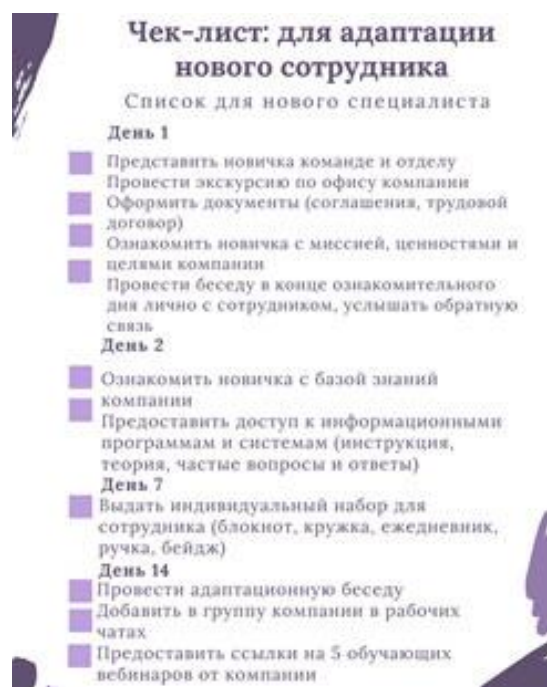 Чек-лист: для адаптации
нового сотрудника
Список для нового специалиста
День 1
Представить новичка команде и отделу
Провести экскурсию по офису компании
Оформить документы (соглашения, трудовой
договор)
Ознакомить новичка с миссией, ценностями и
целями компании
Провести беседу в конце ознакомительного
дня лично с сотрудником, услышать обратную
связь
День 2
Ознакомить новичка с базой знаний
компании
Предоставить доступ к информационными
программам и системам (инструкция,
теория, частые вопросы и ответы)
День 7
Выдать индивидуальный набор для
сотрудника (блокнот, кружка, ежедневник,
ручка, бейдж)
День 14
Провести адаптационную беседу
Добавить в группу компании в рабочих
чатах
Предоставить ссылки на 5 обучающих
вебинаров от компании